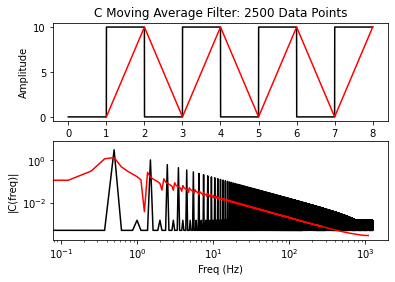 C Moving Average Filter: 2500 Data Points
10
5
0
Amplitude
0 1 2 3 4 5 6 7 8
10⁰
10⁻²
|C(freq)|
10⁻¹ 10⁰ 10¹ 10² 10³
Freq (Hz)